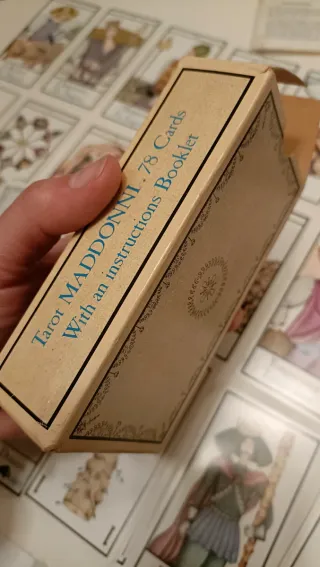 Tarot MADDONNI . 78 Cards
With an instructions Booklet